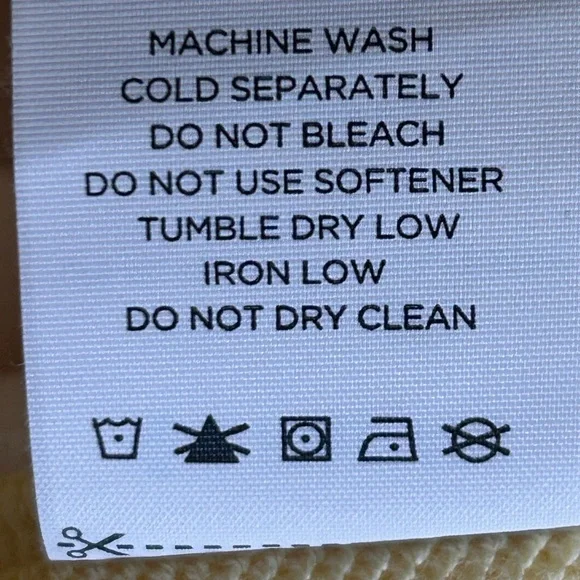 MACHINE WASH
COLD SEPARATELY
DO NOT BLEACH
DO NOT USE SOFTENER
TUMBLE DRY LOW
IRON LOW
DO NOT DRY CLEAN